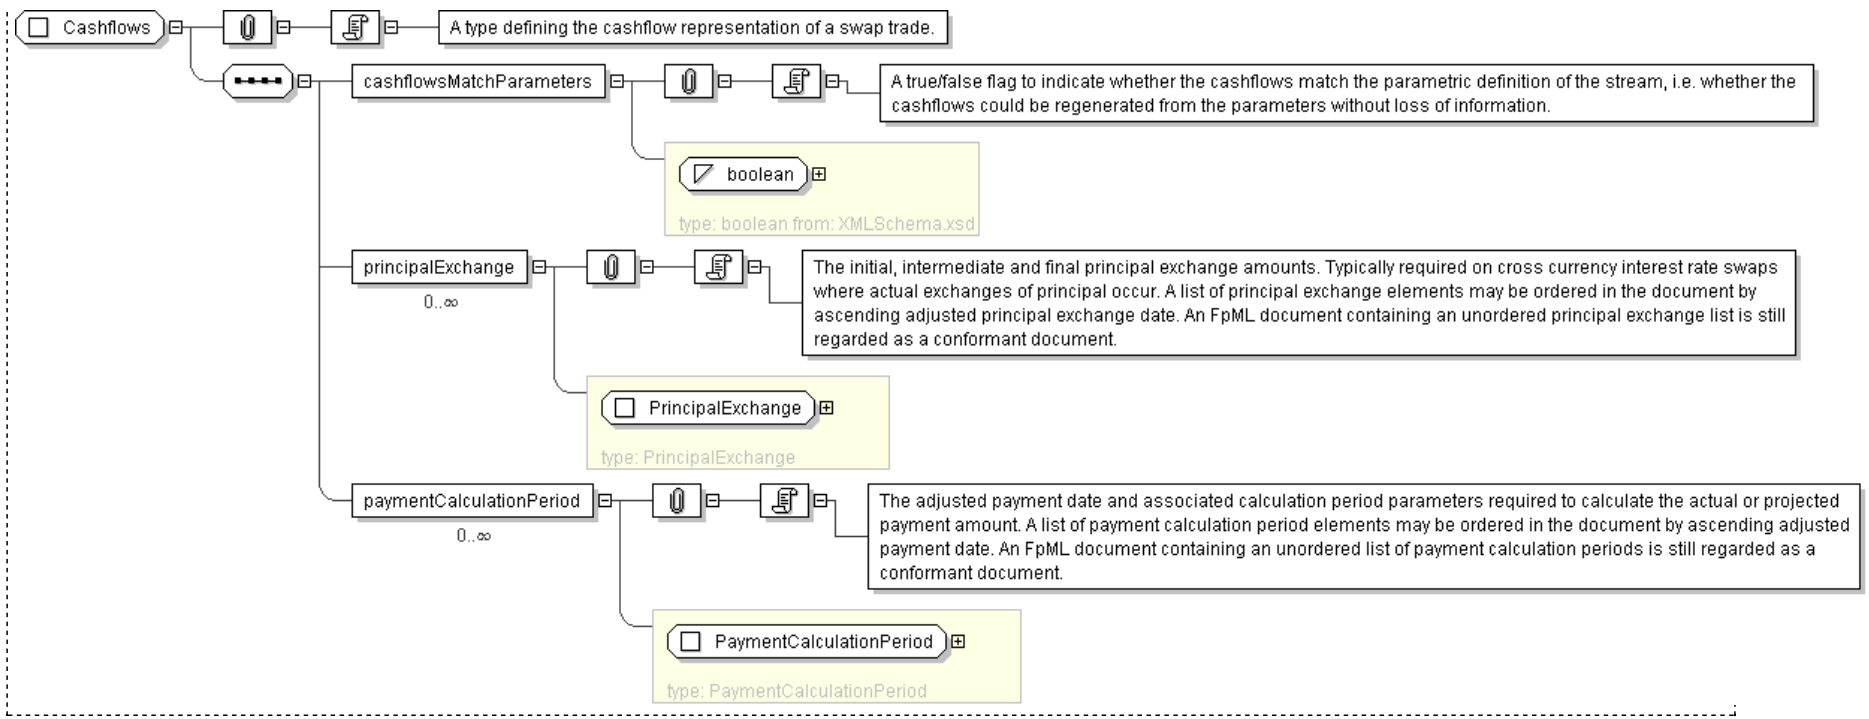 Cashflows
A type defining the cashflow representation of a swap trade.
cashflowsMatchParameters
A true/false flag to indicate whether the cashflows match the parametric definition of the stream, i.e. whether the
cashflows could be regenerated from the parameters without loss of information.
boolean
type: boolean from: XMLSchema.xsd
principalExchange
0..∞
The initial, intermediate and final principal exchange amounts. Typically required on cross currency interest rate swaps
where actual exchanges of principal occur. A list of principal exchange elements may be ordered in the document by
ascending adjusted principal exchange date. An FpML document containing an unordered principal exchange list is still
regarded as a conformant document.
PrincipalExchange
type: PrincipalExchange
paymentCalculationPeriod
0..∞
The adjusted payment date and associated calculation period parameters required to calculate the actual or projected
payment amount. A list of payment calculation period elements may be ordered in the document by ascending adjusted
payment date. An FpML document containing an unordered list of payment calculation periods is still regarded as a
conformant document.
PaymentCalculationPeriod
type: PaymentCalculationPeriod